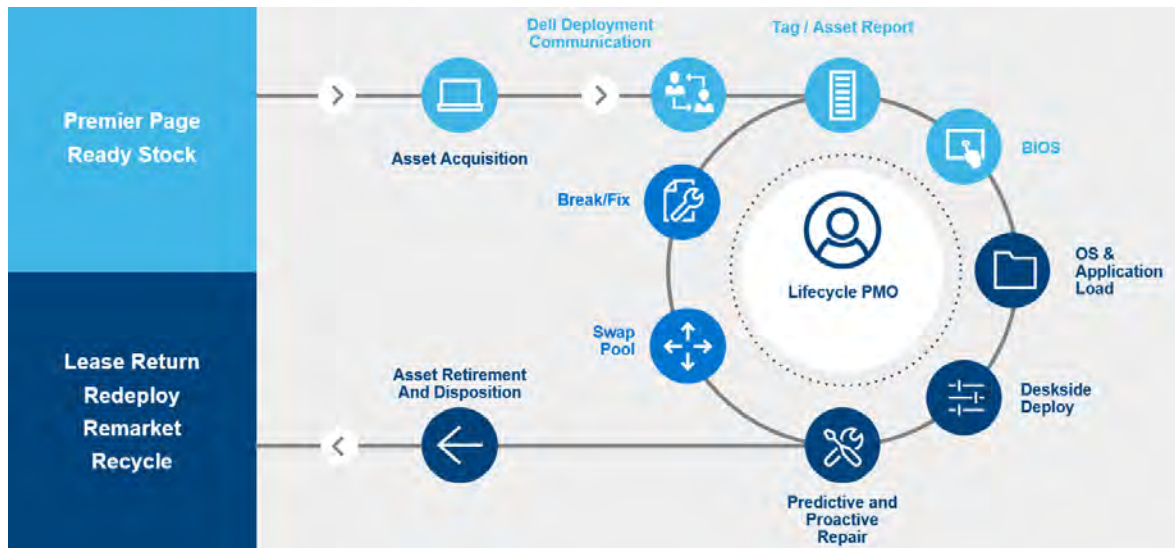 Premier Page
Ready Stock
Lease Return
Redeploy
Remarket
Recycle
Asset Acquisition
Dell Deployment
Communication
Tag / Asset Report
BIOS
OS &
Application
Load
Deskside
Deploy
Predictive and
Proactive
Repair
Swap
Pool
Break/Fix
Lifecycle PMO
Asset Retirement
And Disposition